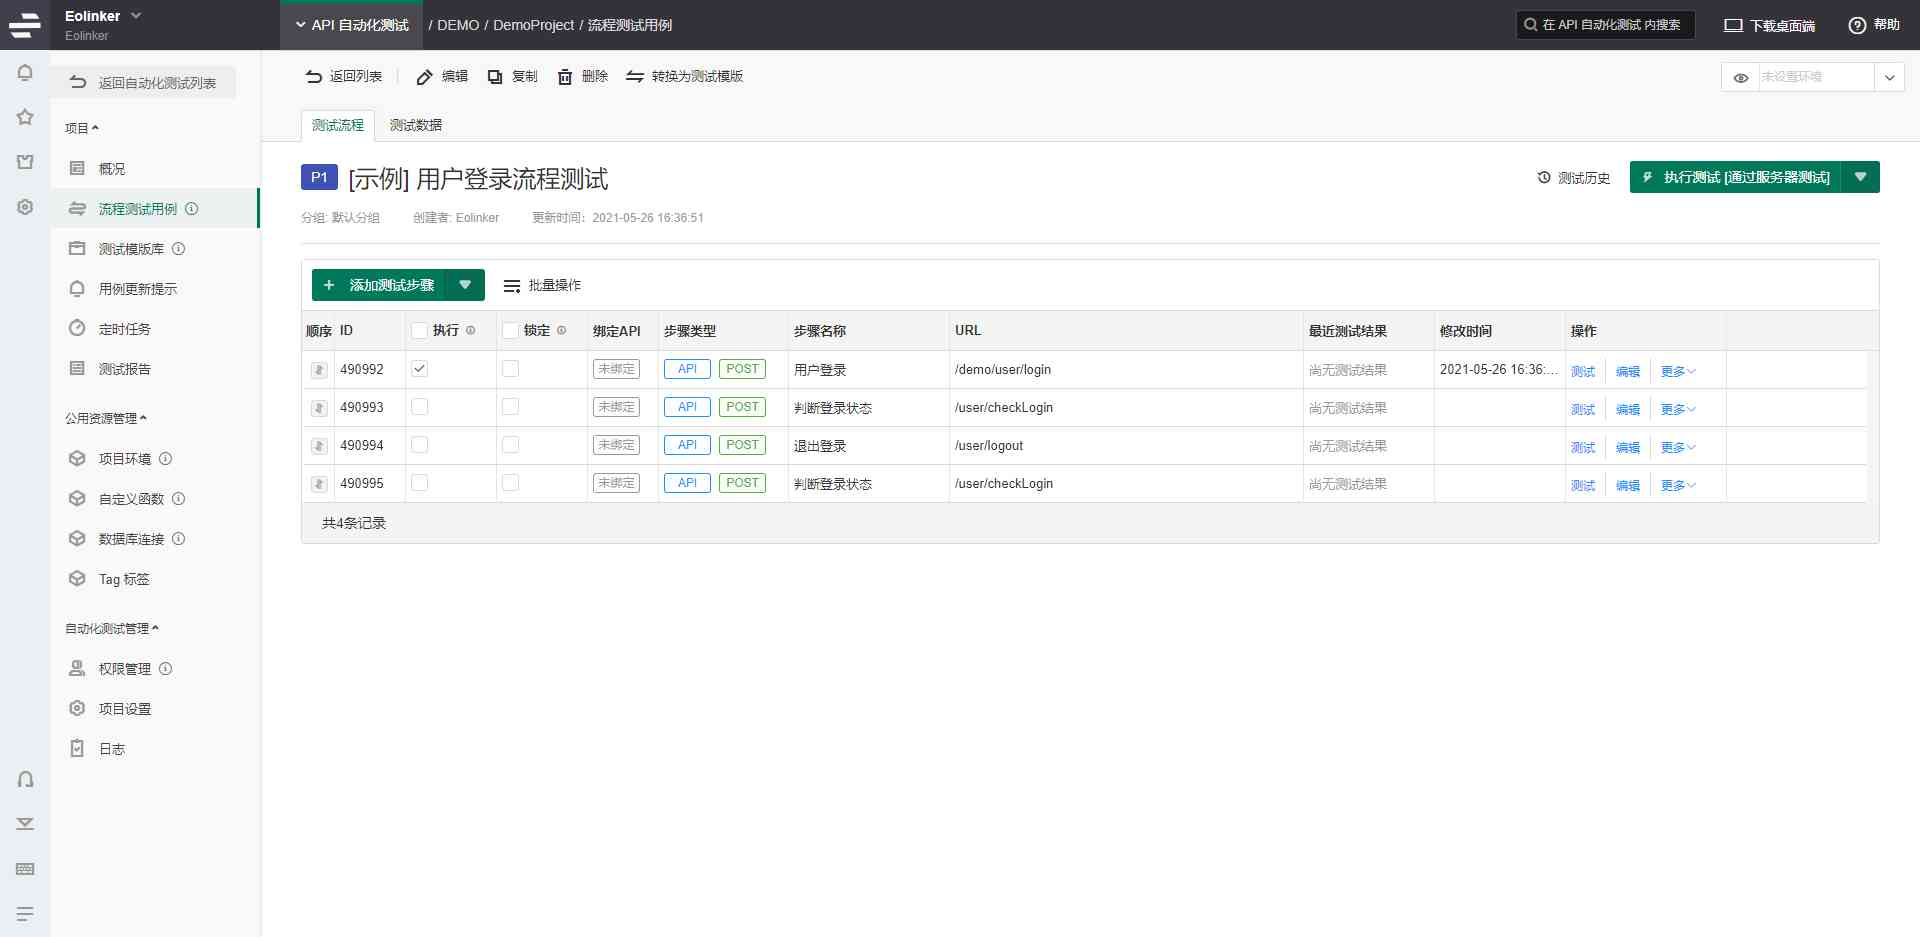 Eolinker
Eolinker
API 自动化测试 / DEMO / DemoProject / 流程测试用例
在 API 自动化测试 内搜索
下载桌面端
帮助
返回自动化测试列表
项目
概况
流程测试用例
测试模版库
用例更新提示
定时任务
测试报告
公用资源管理
项目环境
自定义函数
数据库连接
Tag 标签
自动化测试管理
权限管理
项目设置
日志
返回列表 编辑 复制 删除 转换为测试模版
未设置环境
测试流程 测试数据
P1 [示例] 用户登录流程测试
测试历史 执行测试 [通过服务器测试]
分组: 默认分组 创建者: Eolinker 更新时间: 2021-05-26 16:36:51
+ 添加测试步骤 批量操作
顺序 ID 执行 锁定 绑定API 步骤类型 步骤名称 URL 最近测试结果 修改时间 操作
490992 未绑定 API POST 用户登录 /demo/user/login 尚无测试结果 2021-05-26 16:36:... 测试 编辑 更多
490993 未绑定 API POST 判断登录状态 /user/checkLogin 尚无测试结果 测试 编辑 更多
490994 未绑定 API POST 退出登录 /user/logout 尚无测试结果 测试 编辑 更多
490995 未绑定 API POST 判断登录状态 /user/checkLogin 尚无测试结果 测试 编辑 更多
共4条记录